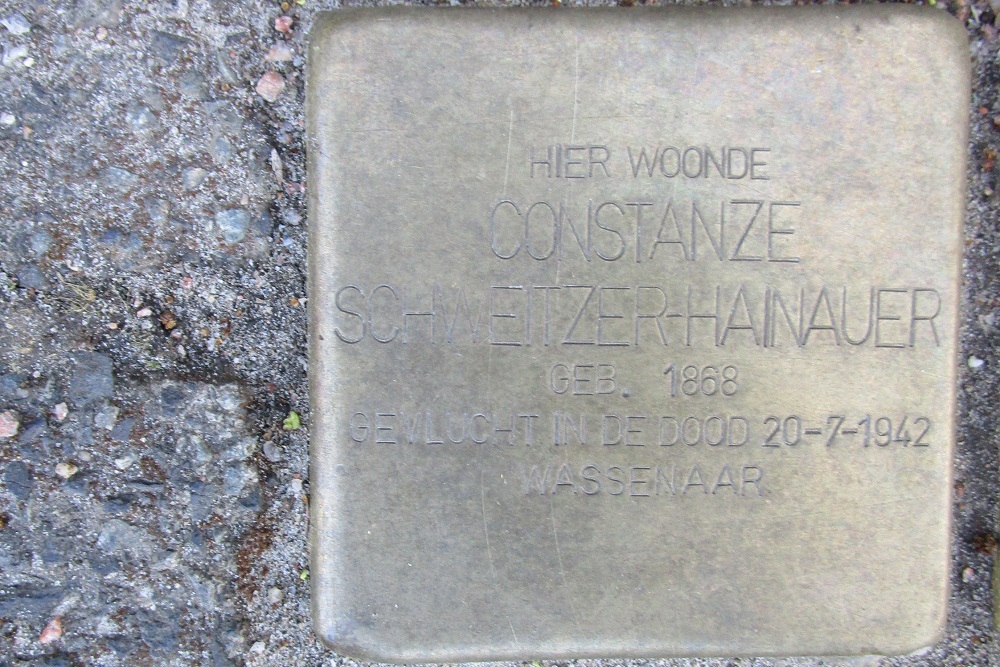 HIER WOONDE
CONSTANZE
SCHWEITZER-HAINAUER
GEB. 1868
GEVLUCHT IN DE DOOD 20-7-1942
WASSENAAR